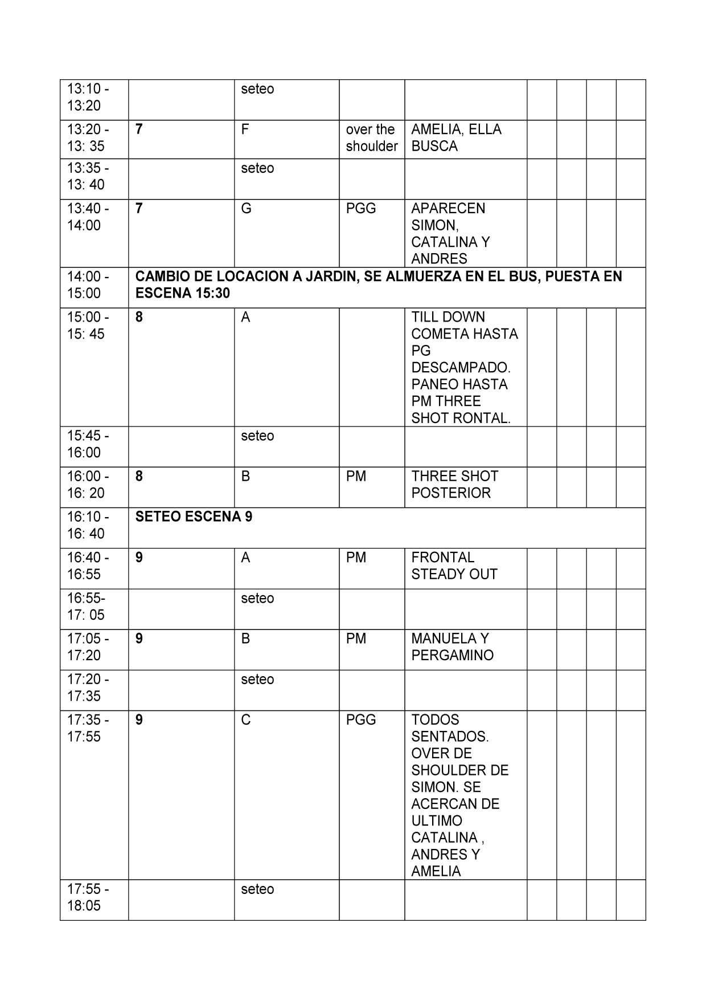 13:10 -
13:20
seteo
13:20 -
13: 35
7
F
over the
shoulder
AMELIA, ELLA
BUSCA
13:35 -
13: 40
seteo
13:40 -
14:00
7
G
PGG
APARECEN
SIMON,
CATALINA Y
ANDRES
14:00 -
15:00
CAMBIO DE LOCACION A JARDIN, SE ALMUERZA EN EL BUS, PUESTA EN
ESCENA 15:30
15:00 -
15: 45
8
A
TILL DOWN
COMETA HASTA
PG
DESCAMPADO.
PANEO HASTA
PM THREE
SHOT RONTAL.
15:45 -
16:00
seteo
16:00 -
16: 20
8
B
PM
THREE SHOT
POSTERIOR
16:10 -
16: 40
SETEO ESCENA 9
16:40 -
16:55
9
A
PM
FRONTAL
STEADY OUT
16:55-
17: 05
seteo
17:05 -
17:20
9
B
PM
MANUELA Y
PERGAMINO
17:20 -
17:35
seteo
17:35 -
17:55
9
C
PGG
TODOS
SENTADOS.
OVER DE
SHOULDER DE
SIMON. SE
ACERCAN DE
ULTIMO
CATALINA ,
ANDRES Y
AMELIA
17:55 -
18:05
seteo